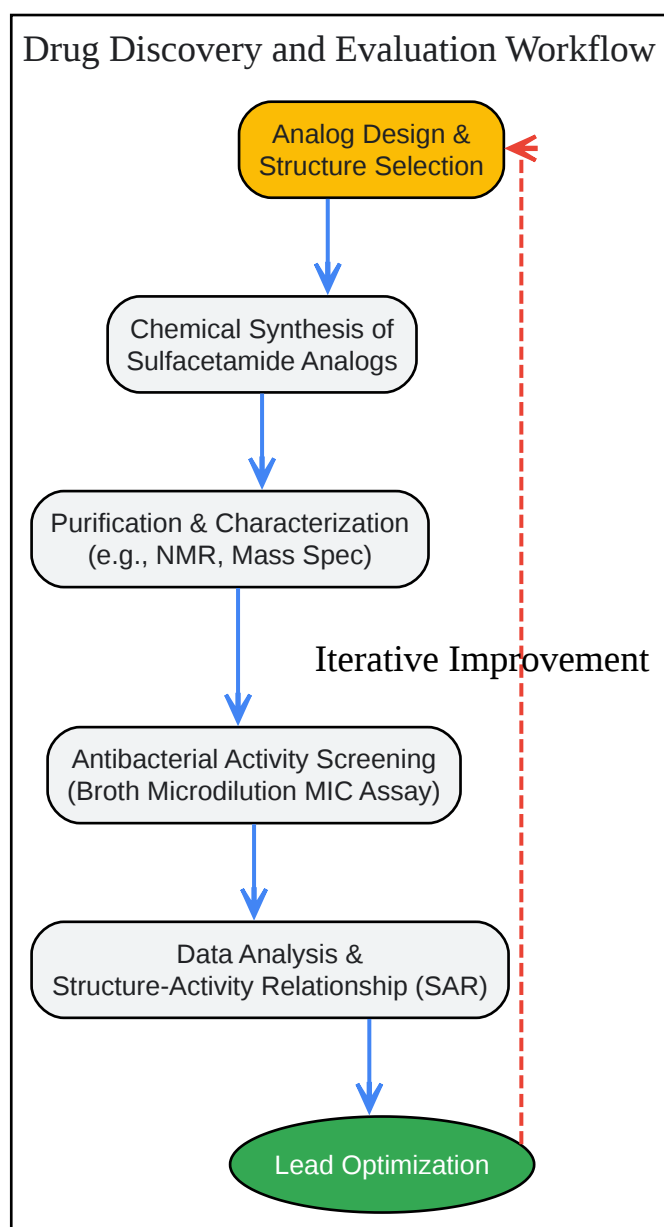 Drug Discovery and Evaluation Workflow
Analog Design &
Structure Selection
Chemical Synthesis of
Sulfacetamide Analogs
Purification & Characterization
(e.g., NMR, Mass Spec)
Iterative Improvement
Antibacterial Activity Screening
(Broth Microdilution MIC Assay)
Data Analysis &
Structure-Activity Relationship (SAR)
Lead Optimization